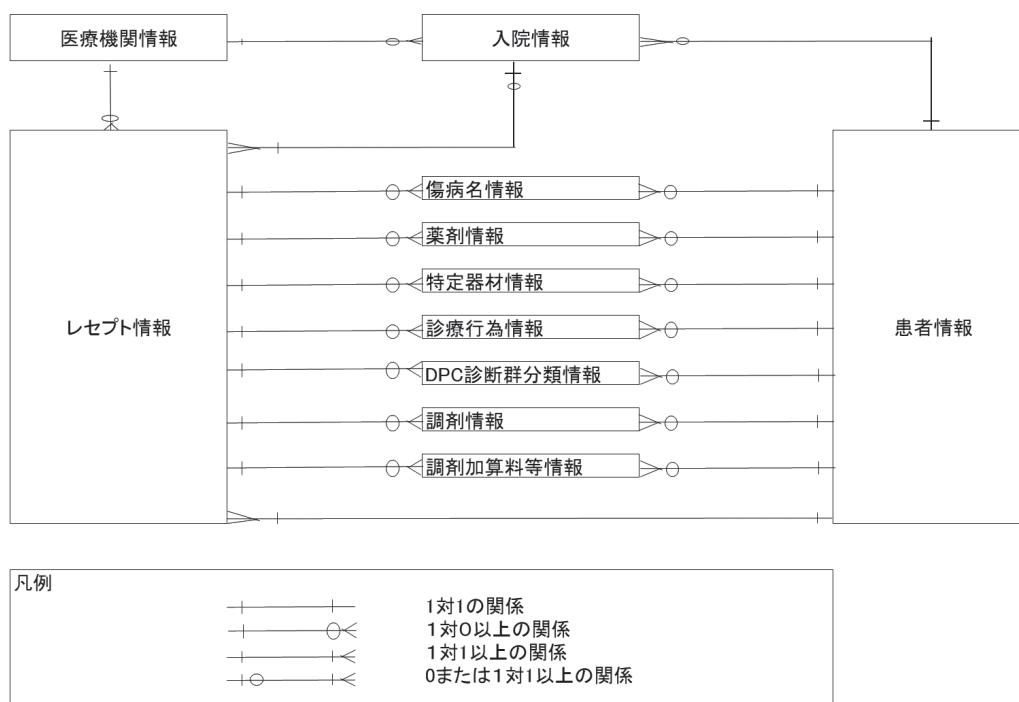 医療機関情報
入院情報
レセプト情報
傷病名情報
薬剤情報
特定器材情報
診療行為情報
DPC診断群分類情報
調剤情報
調剤加算料等情報
患者情報
凡例
1対1の関係
1対0以上の関係
1対1以上の関係
0または1対1以上の関係